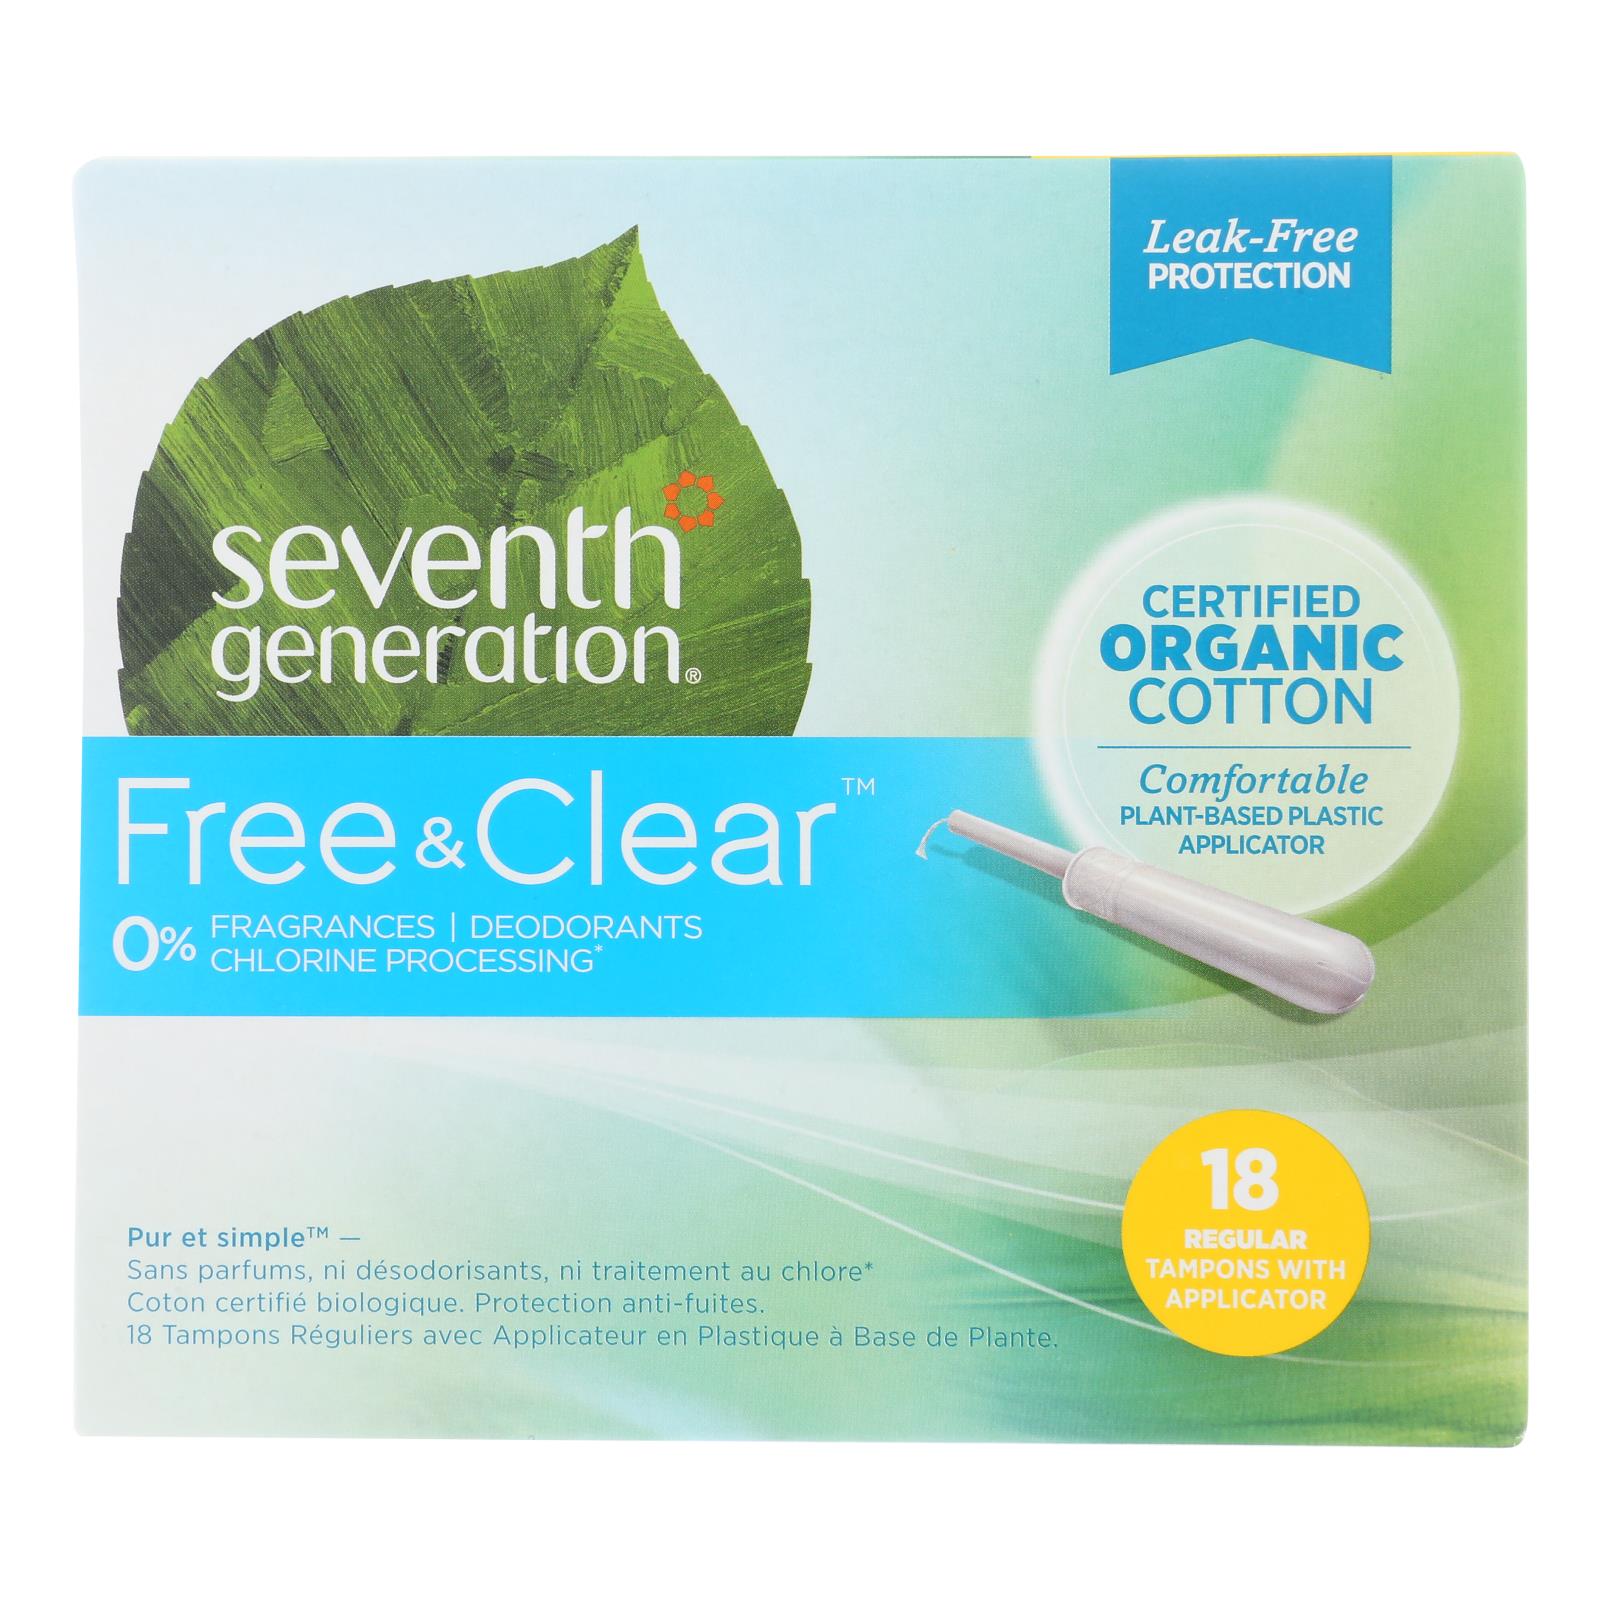 Leak-Free
PROTECTION
seventh
generation®
CERTIFIED
ORGANIC
COTTON
Comfortable
PLANT-BASED PLASTIC
APPLICATOR
Free & Clear™
0% FRAGRANCES | DEODORANTS
CHLORINE PROCESSING*
18
REGULAR
TAMPONS WITH
APPLICATOR
Pur et simple™ —
Sans parfums, ni désodorisants, ni traitement au chlore*
Coton certifié biologique. Protection anti-fuites.
18 Tampons Réguliers avec Applicateur en Plastique à Base de Plante.